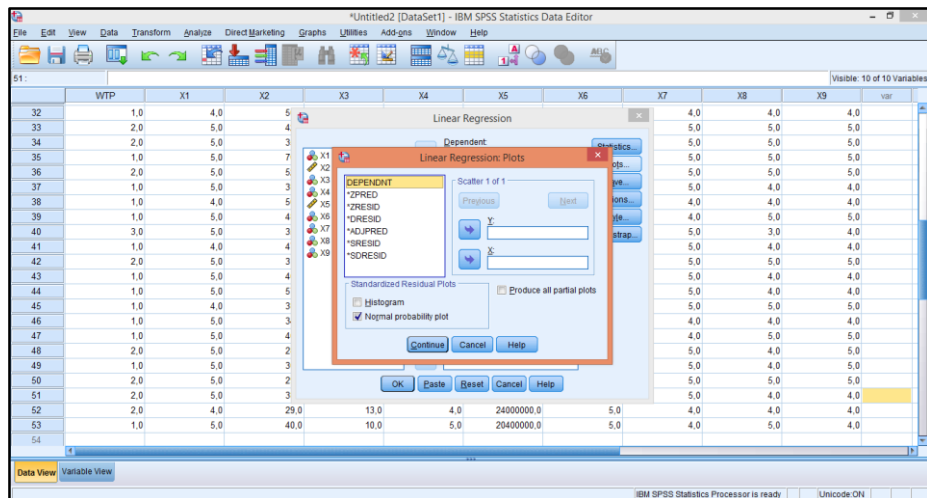 *Untitled2 [DataSet1] - IBM SPSS Statistics Data Editor
File Edit View Data Transform Analyze Direct Marketing Graphs Utilities Add-ons Window Help
51 :
Visible: 10 of 10 Variables
WTP X1 X2 X3 X4 X5 X6 X7 X8 X9 var
32 1,0 4,0 4,0 4,0 4,0
33 2,0 5,0 5,0 5,0 5,0
34 2,0 5,0 5,0 5,0 5,0
35 1,0 5,0 5,0 4,0 4,0
36 2,0 5,0 5,0 5,0 5,0
37 1,0 5,0 5,0 4,0 4,0
38 1,0 4,0 4,0 4,0 4,0
39 1,0 5,0 4,0 5,0 5,0
40 3,0 5,0 5,0 3,0 4,0
41 1,0 4,0 4,0 4,0 4,0
42 2,0 5,0 5,0 5,0 4,0
43 1,0 5,0 5,0 4,0 4,0
44 1,0 5,0 5,0 4,0 4,0
45 1,0 4,0 5,0 4,0 4,0
46 1,0 5,0 4,0 4,0 4,0
47 1,0 5,0 4,0 5,0 4,0
48 2,0 5,0 5,0 4,0 4,0
49 1,0 5,0 5,0 4,0 5,0
50 2,0 5,0 5,0 5,0 5,0
51 2,0 5,0 5,0 4,0 4,0
52 2,0 4,0 29,0 13,0 4,0 24000000,0 5,0 4,0 4,0 4,0
53 1,0 5,0 40,0 10,0 5,0 20400000,0 5,0 4,0 5,0 4,0
54
Linear Regression
Dependent:
Statistics...
X1
X2
X3
X4
X5
X6
X7
X8
X9
Linear Regression: Plots
DEPENDNT
*ZPRED
*ZRESID
*DRESID
*ADJPRED
*SRESID
*SDRESID
Scatter 1 of 1
Previous Next
Y:
X:
Standardized Residual Plots
Histogram
Normal probability plot
Produce all partial plots
Continue Cancel Help
OK Paste Reset Cancel Help
Data View Variable View
IBM SPSS Statistics Processor is ready Unicode:ON